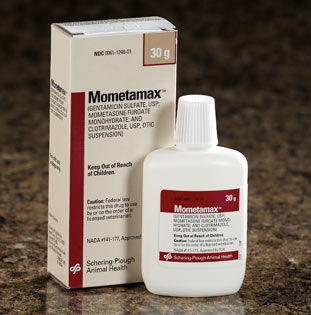 NDC 0061-1246-01
30 g
Mometamax™
(GENTAMICIN SULFATE, USP;
MOMETASONE FUROATE
MONOHYDRATE; AND
CLOTRIMAZOLE, USP, OTIC
SUSPENSION)
Keep Out of Reach
of Children.
Caution: Federal law
restricts this drug to use
by or on the order of a
licensed veterinarian.
NADA #141-177, Approved
Schering-Plough
Animal Health
30 g
Mometamax™
(GENTAMICIN SULFATE, USP;
MOMETASONE FUROATE MONO-
HYDRATE; AND CLOTRIMAZOLE,
USP, OTIC SUSPENSION)
Keep Out of Reach
of Children.
Caution: Federal law restricts this
drug to use by or on the order of a
licensed veterinarian.
NADA #141-177, Approved by FDA.
Schering-Plough
Animal Health